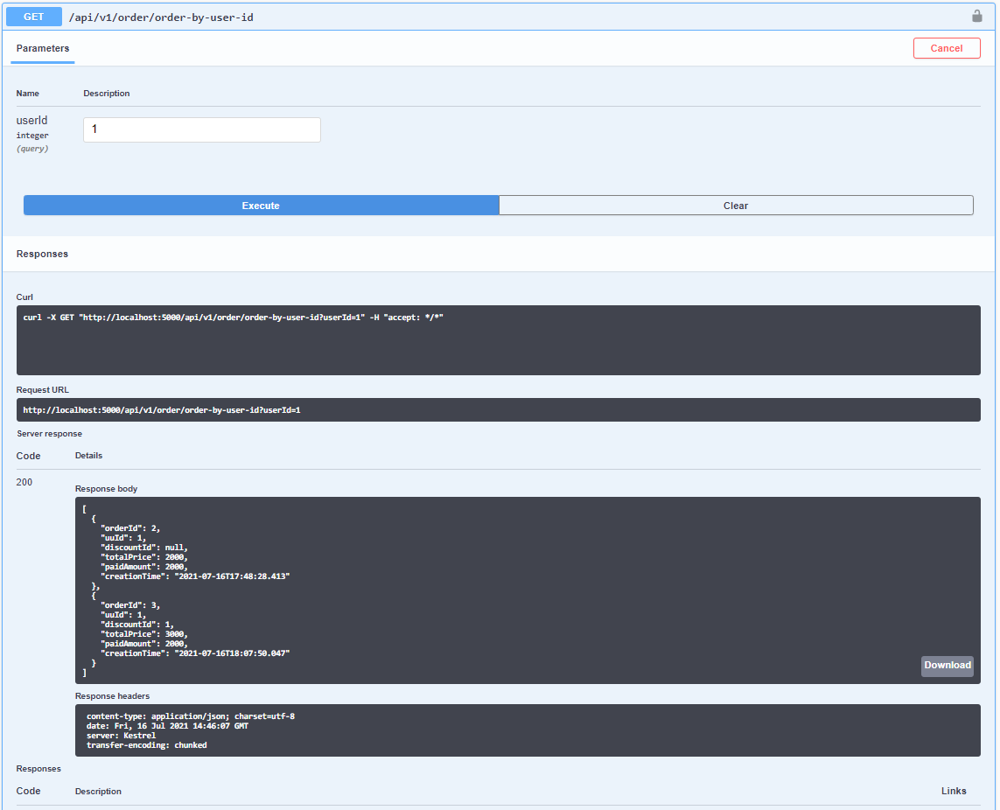 GET /api/v1/order/order-by-user-id
Parameters Cancel
Name Description
userId 1
integer
(query)
Execute Clear
Responses
Curl
curl -X GET "http://localhost:5000/api/v1/order/order-by-user-id?userId=1" -H "accept: */*"
Request URL
http://localhost:5000/api/v1/order/order-by-user-id?userId=1
Server response
Code Details
200
Response body
[
  {
    "orderId": 2,
    "uuId": 1,
    "discountId": null,
    "totalPrice": 2000,
    "paidAmount": 2000,
    "creationTime": "2021-07-16T17:48:28.413"
  },
  {
    "orderId": 3,
    "uuId": 1,
    "discountId": 1,
    "totalPrice": 3000,
    "paidAmount": 2000,
    "creationTime": "2021-07-16T18:07:50.047"
  }
]
Download
Response headers
content-type: application/json; charset=utf-8
date: Fri, 16 Jul 2021 14:46:07 GMT
server: Kestrel
transfer-encoding: chunked
Responses
Code Description Links